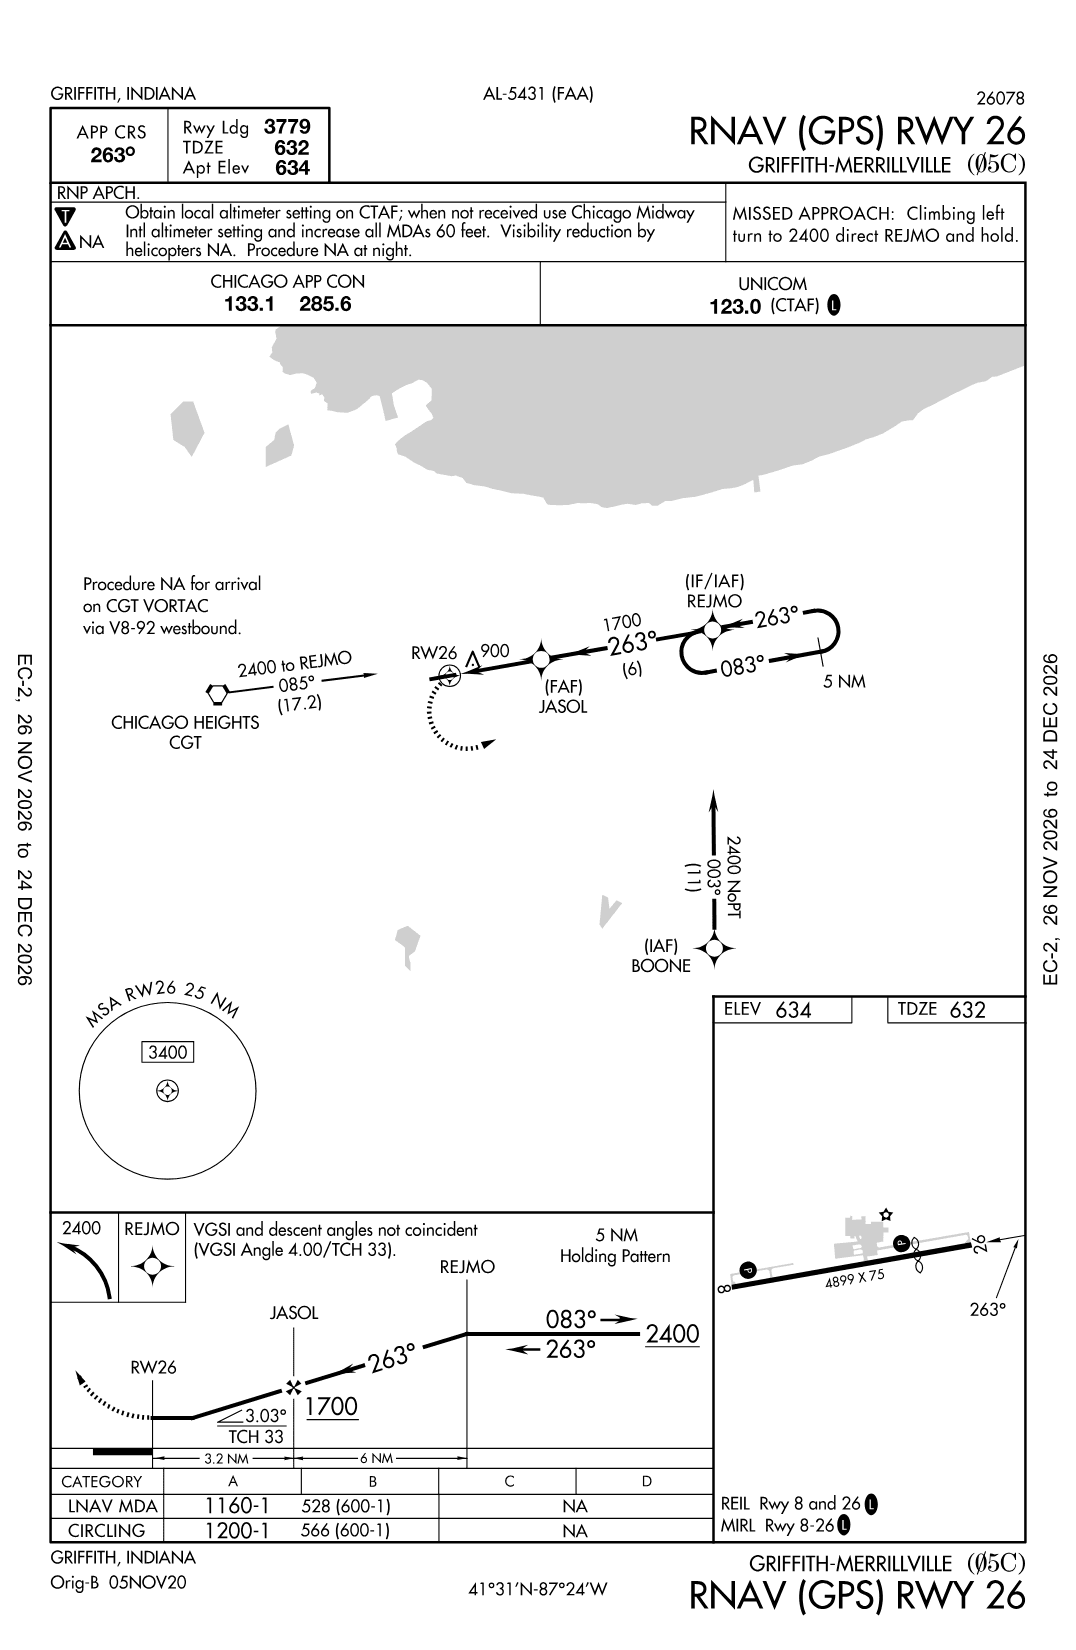 GRIFFITH, INDIANA
AL-5431 (FAA)
26078
APP CRS
263°
Rwy Ldg 3779
TDZE 632
Apt Elev 634
RNAV (GPS) RWY 26
GRIFFITH-MERRILLVILLE (Ø5C)
RNP APCH.
T
A NA
Obtain local altimeter setting on CTAF; when not received use Chicago Midway
Intl altimeter setting and increase all MDAs 60 feet. Visibility reduction by
helicopters NA. Procedure NA at night.
MISSED APPROACH: Climbing left
turn to 2400 direct REJMO and hold.
CHICAGO APP CON
133.1 285.6
UNICOM
123.0 (CTAF) L
Procedure NA for arrival
on CGT VORTAC
via V8-92 westbound.
(IF/IAF)
REJMO
263°
083°
5 NM
1700
263°
(6)
RW26
900
(FAF)
JASOL
2400 to REJMO
085°
(17.2)
CHICAGO HEIGHTS
CGT
2400 NoPT
003°
(11)
(IAF)
BOONE
EC-2, 26 NOV 2026 to 24 DEC 2026
EC-2, 26 NOV 2026 to 24 DEC 2026
MSA RW26 25 NM
3400
ELEV 634
TDZE 632
P
P
8
26
4899 X 75
263°
REIL Rwy 8 and 26 L
MIRL Rwy 8-26 L
2400
REJMO
VGSI and descent angles not coincident
(VGSI Angle 4.00/TCH 33).
5 NM
Holding Pattern
REJMO
JASOL
RW26
083°
263°
2400
263°
1700
3.03°
TCH 33
3.2 NM
6 NM
CATEGORY A B C D
LNAV MDA 1160-1 528 (600-1) NA
CIRCLING 1200-1 566 (600-1) NA
GRIFFITH, INDIANA
Orig-B 05NOV20
41°31'N-87°24'W
GRIFFITH-MERRILLVILLE (Ø5C)
RNAV (GPS) RWY 26